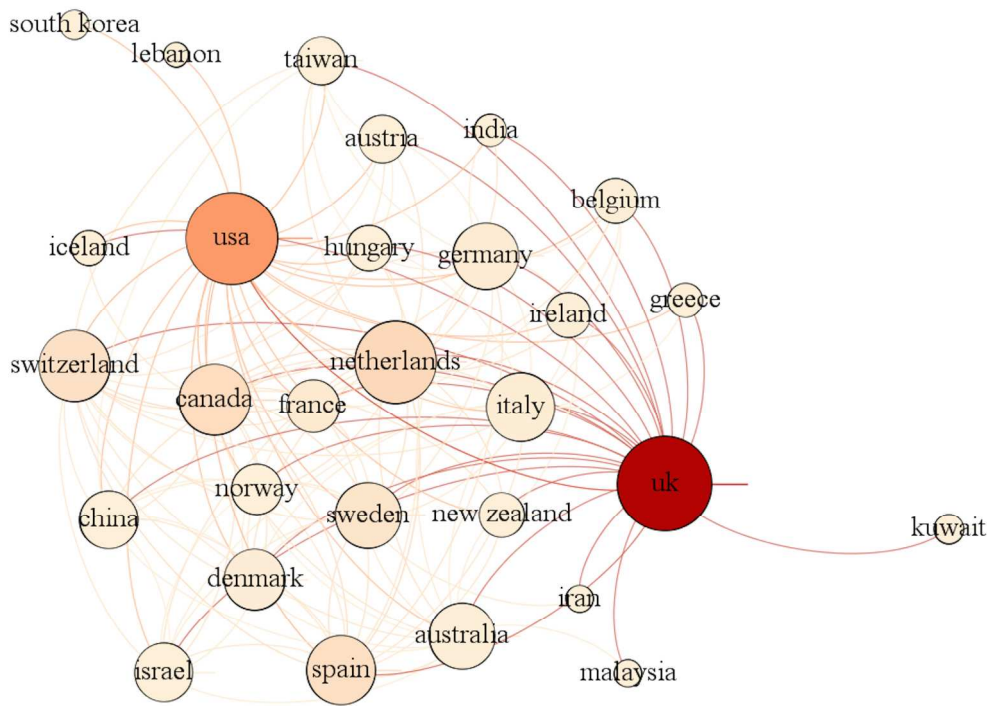 south korea
lebanon
taiwan
austria
india
belgium
iceland
usa
hungary
germany
ireland
greece
switzerland
netherlands
canada
france
italy
norway
uk
china
sweden
new zealand
kuwait
denmark
iran
australia
israel
spain
malaysia